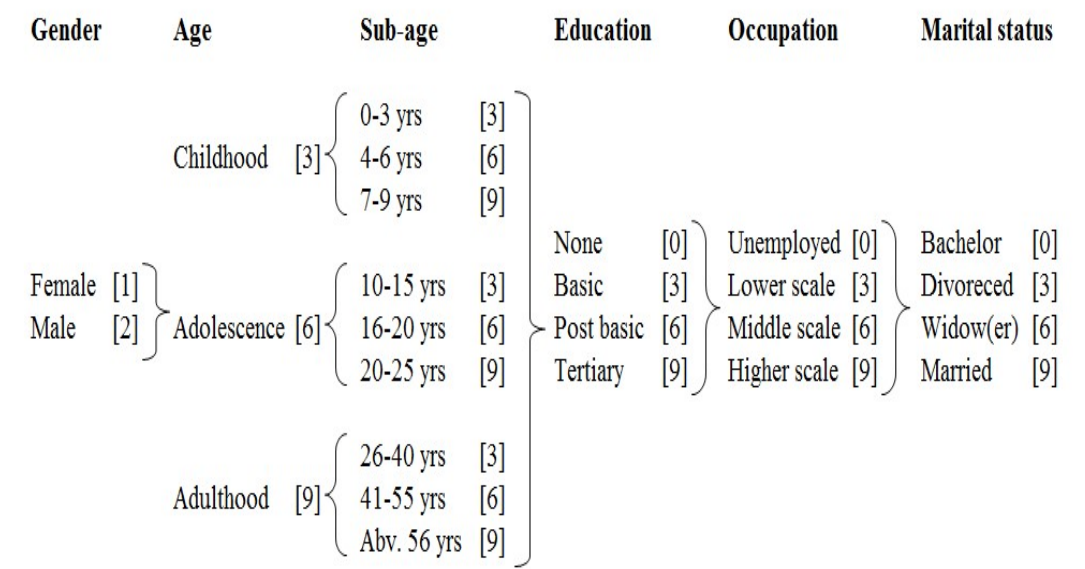 Gender Age Sub-age Education Occupation Marital status
0-3 yrs [3]
Childhood [3] 4-6 yrs [6]
7-9 yrs [9]
None [0] Unemployed [0] Bachelor [0]
Female [1] 10-15 yrs [3] Basic [3] Lower scale [3] Divoreced [3]
Male [2] Adolescence [6] 16-20 yrs [6] Post basic [6] Middle scale [6] Widow(er) [6]
20-25 yrs [9] Tertiary [9] Higher scale [9] Married [9]
26-40 yrs [3]
Adulthood [9] 41-55 yrs [6]
Abv. 56 yrs [9]